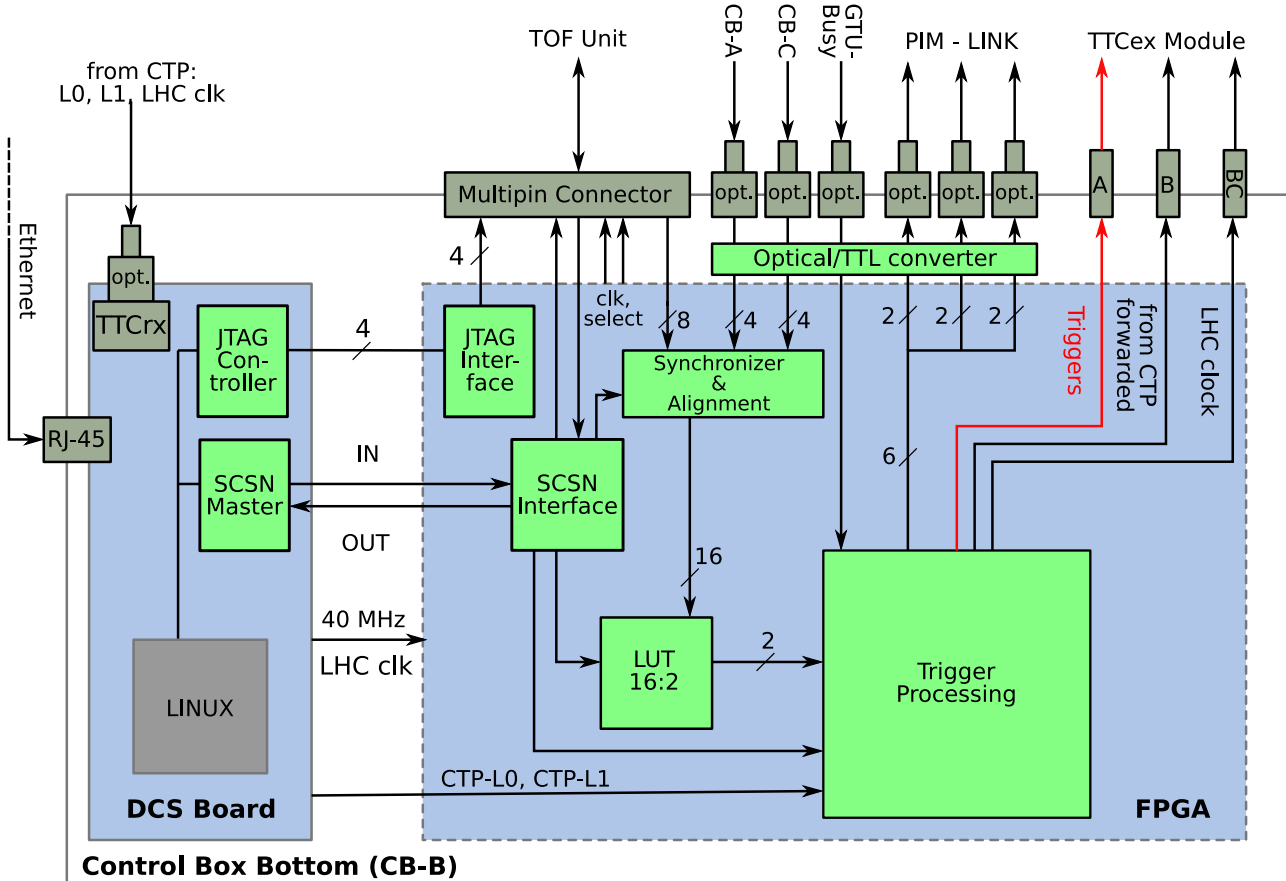 TOF Unit
CB-A
CB-C
GTU-
Busy
PIM - LINK
TTCex Module
from CTP:
L0, L1, LHC clk
Ethernet
Multipin Connector
opt.
opt.
opt.
opt.
opt.
opt.
A
B
BC
opt.
TTCrx
4
Optical/TTL converter
clk,
select
8
4
4
2
2
2
Triggers
from CTP
forwarded
LHC clock
JTAG
Con-
troller
4
JTAG
Inter-
face
Synchronizer
&
Alignment
RJ-45
SCSN
Master
IN
OUT
SCSN
Interface
6
16
40 MHz
LHC clk
LINUX
LUT
16:2
2
Trigger
Processing
CTP-L0, CTP-L1
DCS Board
FPGA
Control Box Bottom (CB-B)